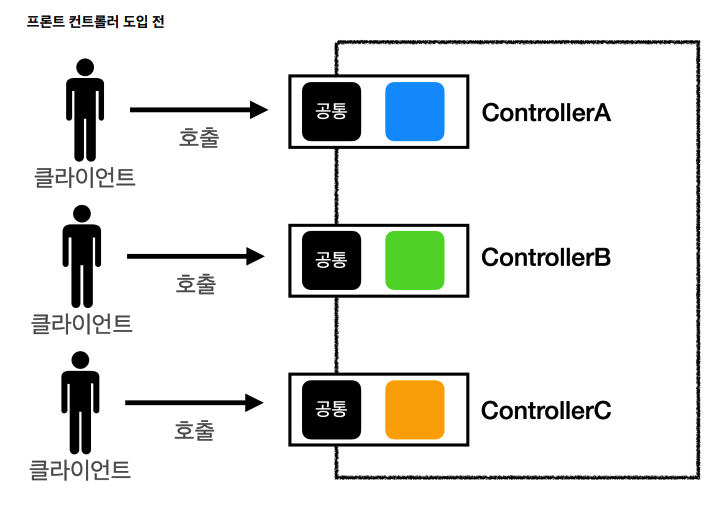 프론트 컨트롤러 도입 전
공통
ControllerA
호출
클라이언트
공통
ControllerB
호출
클라이언트
공통
ControllerC
호출
클라이언트